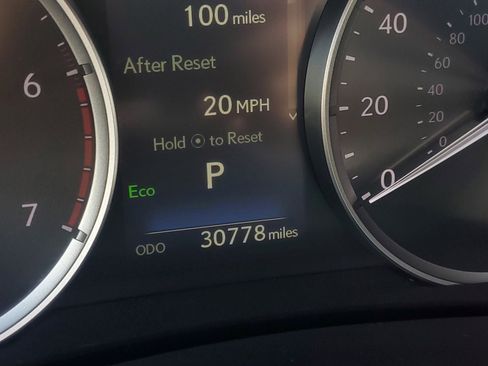 100 miles
After Reset
20 MPH
Hold ⦿ to Reset
P
Eco
ODO 30778 miles
6
7
40
20
0
100
80
60
40
20
0